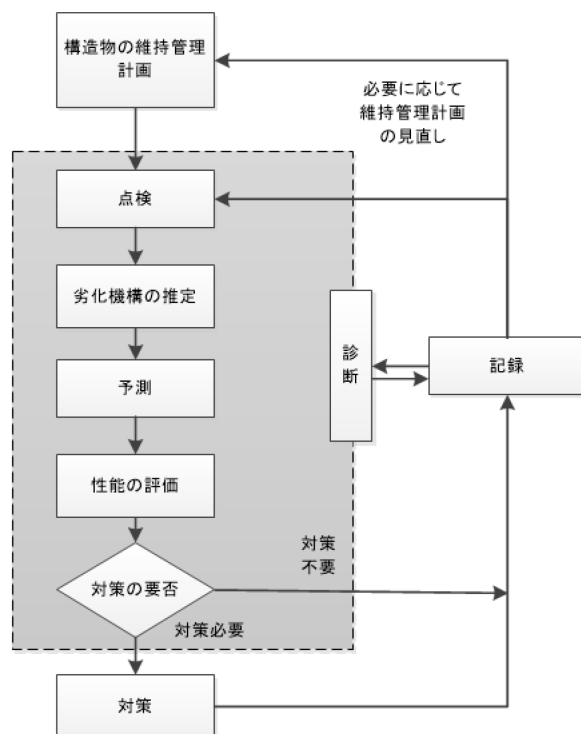 構造物の維持管理
計画
必要に応じて
維持管理計画
の見直し
点検
劣化機構の推定
診
断
記録
予測
性能の評価
対策
不要
対策の要否
対策必要
対策